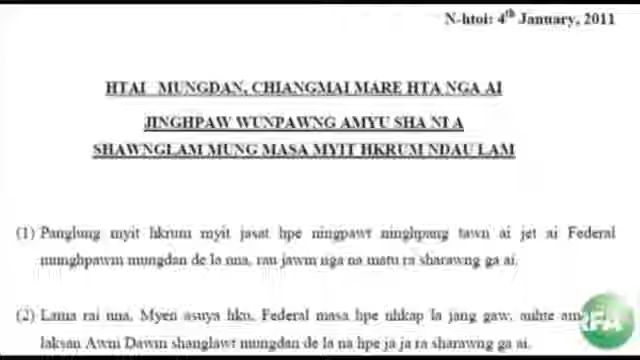 N-htoi: 4th January, 2011
HTAI MUNGDAN, CHIANGMAI MARE HTA NGA AI
JINGHPAW WUNPAWNG AMYU SHA NI A
SHAWNGLAM MUNG MASA MYIT HKRUM NDAU LAM
(1) Panglung myit hkrum myit jasat hpe ningpawt ninghpang tawn ai jet ai Federal
mungdan de la nna, rau jawm nga na matu ra sharawng ga ai.
(2) Lama rai nna, Myen asuya hku, Federal masa hpe nhkap la jang gaw, anhte
laksan Awm Dawm shanglawt mungdan de la na hpe ja ja ra sharawng ga ai.
RFA